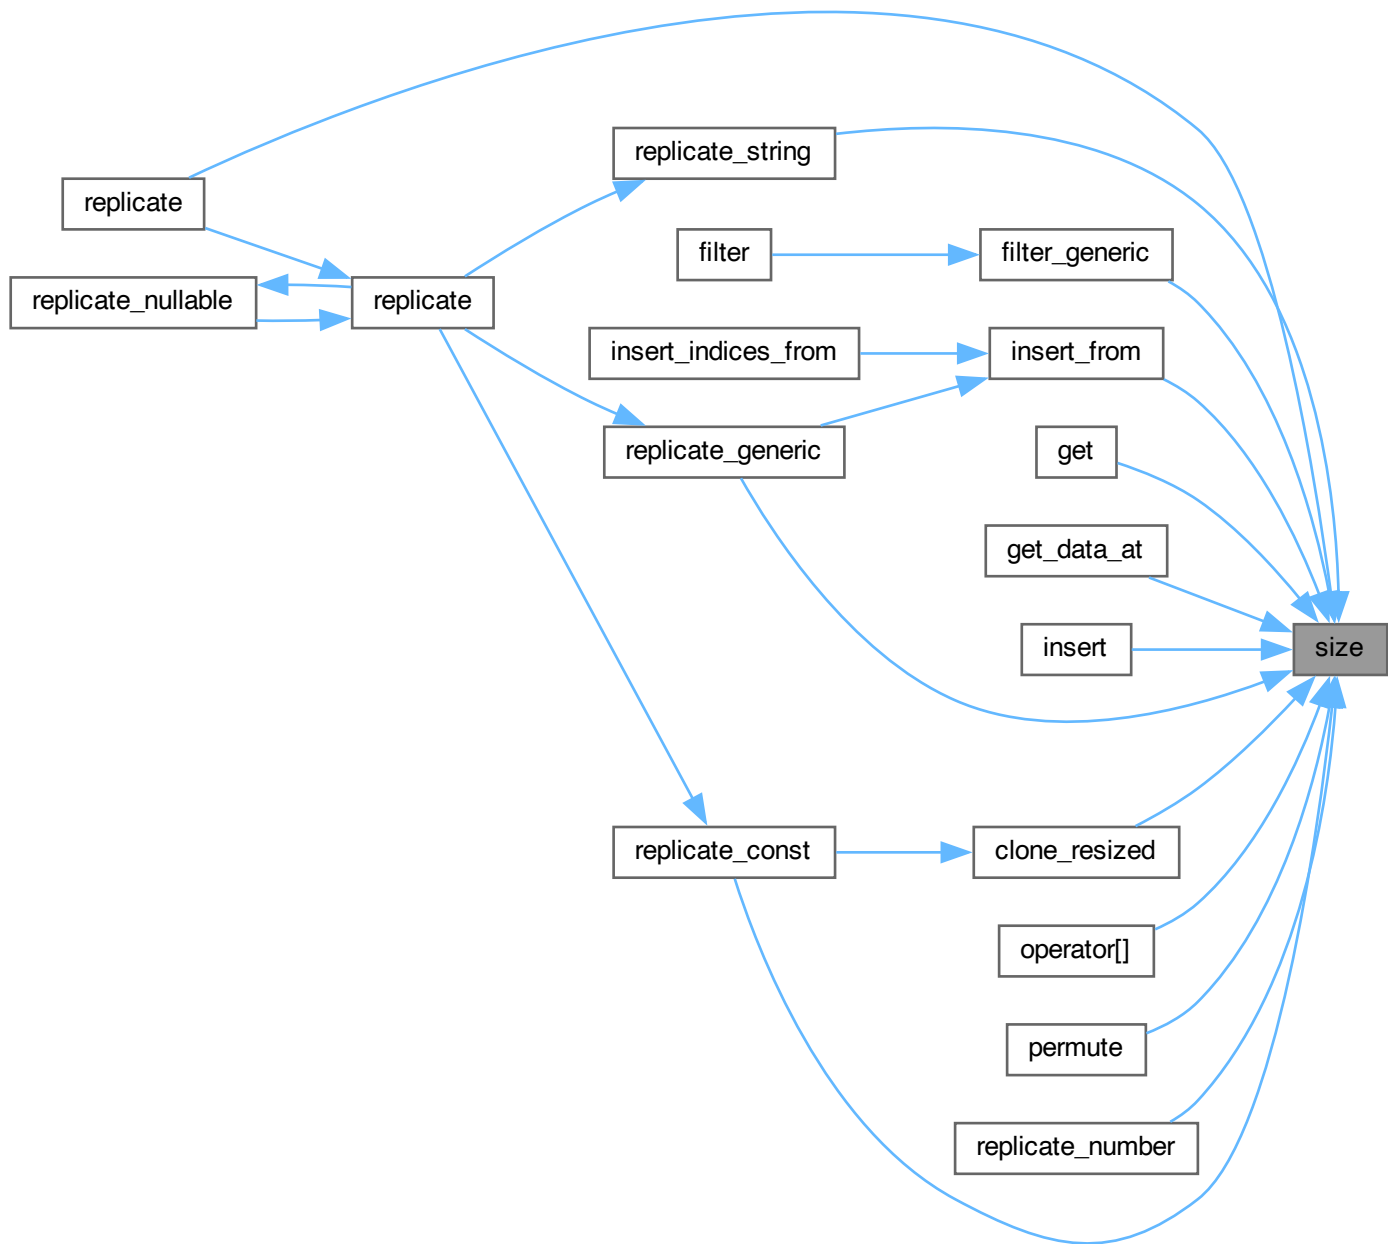 replicate_string
replicate
filter
filter_generic
replicate_nullable
replicate
insert_indices_from
insert_from
replicate_generic
get
get_data_at
insert
size
replicate_const
clone_resized
operator[]
permute
replicate_number